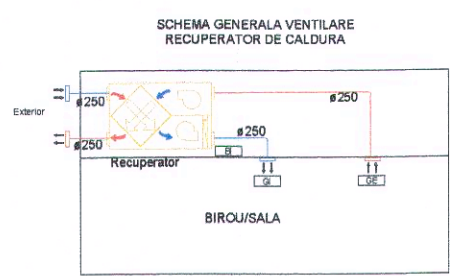 SCHEMA GENERALA VENTILARE
RECUPERATOR DE CALDURA
ø250
ø250
Exterior
ø250
ø250
Recuperator
BI
GI
GE
BIROU/SALA